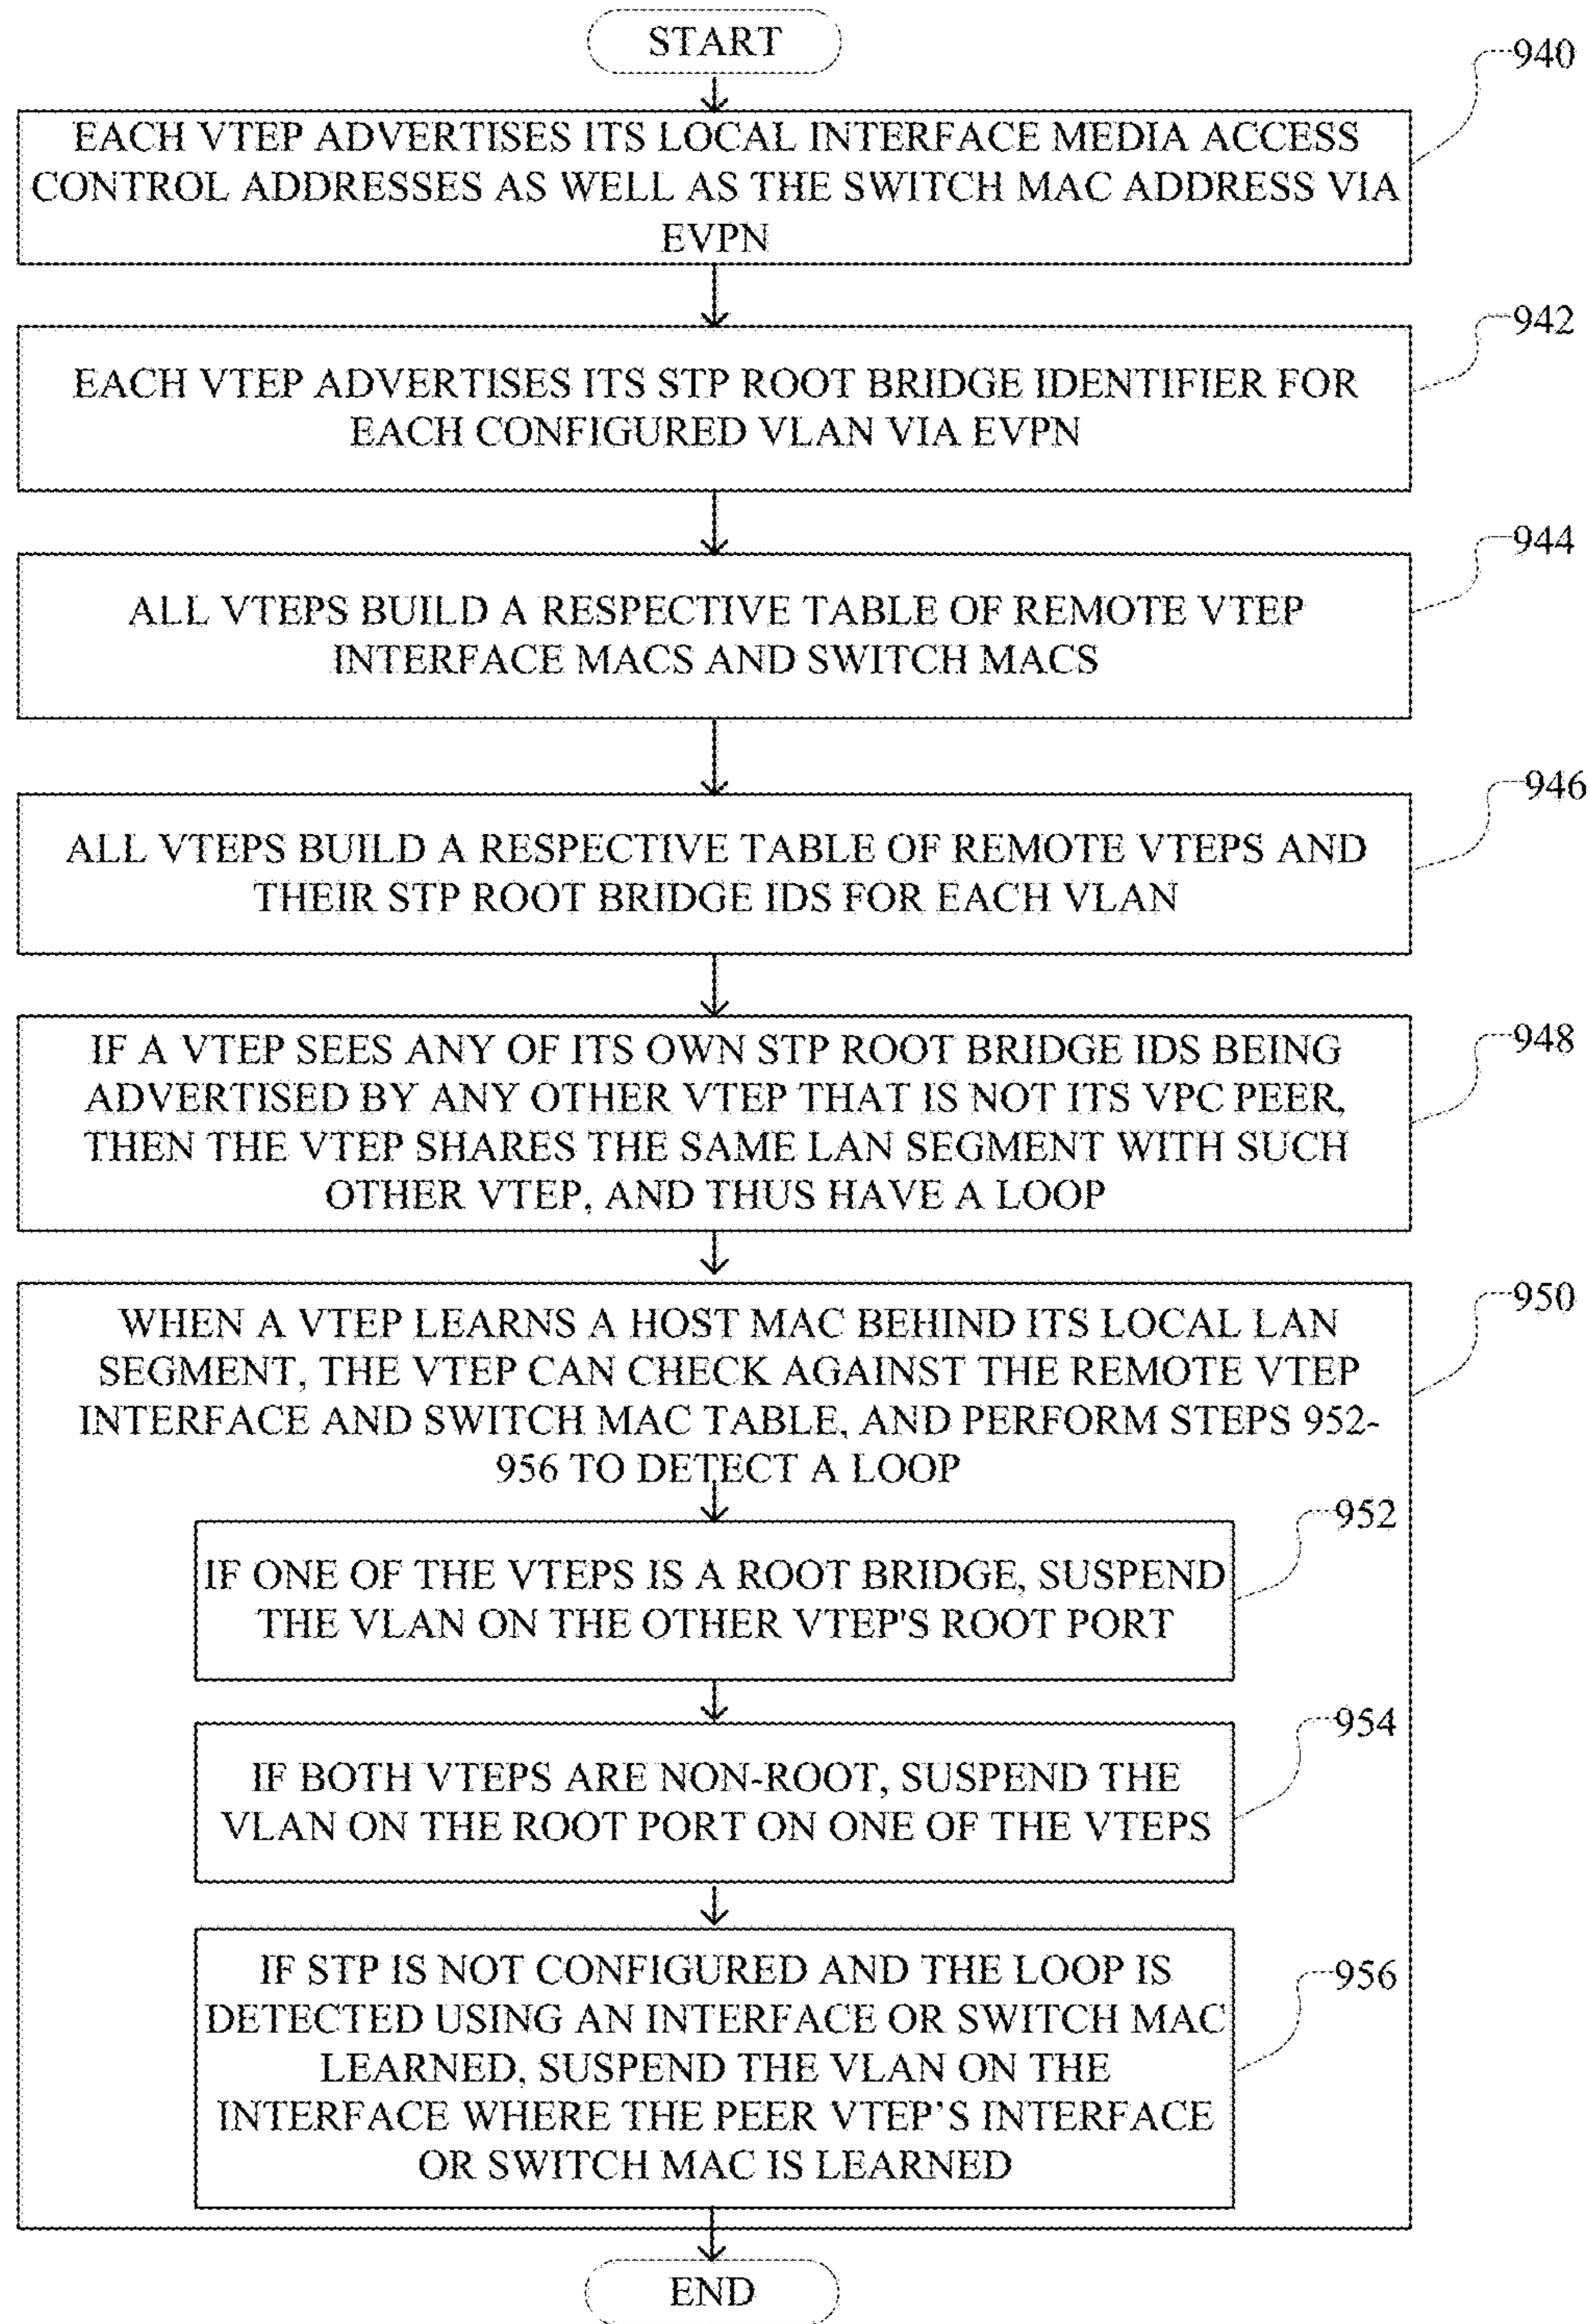 START
940
EACH VTEP ADVERTISES ITS LOCAL INTERFACE MEDIA ACCESS
CONTROL ADDRESSES AS WELL AS THE SWITCH MAC ADDRESS VIA
EVPN
942
EACH VTEP ADVERTISES ITS STP ROOT BRIDGE IDENTIFIER FOR
EACH CONFIGURED VLAN VIA EVPN
944
ALL VTEPS BUILD A RESPECTIVE TABLE OF REMOTE VTEP
INTERFACE MACS AND SWITCH MACS
946
ALL VTEPS BUILD A RESPECTIVE TABLE OF REMOTE VTEPS AND
THEIR STP ROOT BRIDGE IDS FOR EACH VLAN
948
IF A VTEP SEES ANY OF ITS OWN STP ROOT BRIDGE IDS BEING
ADVERTISED BY ANY OTHER VTEP THAT IS NOT ITS VPC PEER,
THEN THE VTEP SHARES THE SAME LAN SEGMENT WITH SUCH
OTHER VTEP, AND THUS HAVE A LOOP
950
WHEN A VTEP LEARNS A HOST MAC BEHIND ITS LOCAL LAN
SEGMENT, THE VTEP CAN CHECK AGAINST THE REMOTE VTEP
INTERFACE AND SWITCH MAC TABLE, AND PERFORM STEPS 952-
956 TO DETECT A LOOP
952
IF ONE OF THE VTEPS IS A ROOT BRIDGE, SUSPEND
THE VLAN ON THE OTHER VTEP'S ROOT PORT
954
IF BOTH VTEPS ARE NON-ROOT, SUSPEND THE
VLAN ON THE ROOT PORT ON ONE OF THE VTEPS
956
IF STP IS NOT CONFIGURED AND THE LOOP IS
DETECTED USING AN INTERFACE OR SWITCH MAC
LEARNED, SUSPEND THE VLAN ON THE
INTERFACE WHERE THE PEER VTEP’S INTERFACE
OR SWITCH MAC IS LEARNED
END